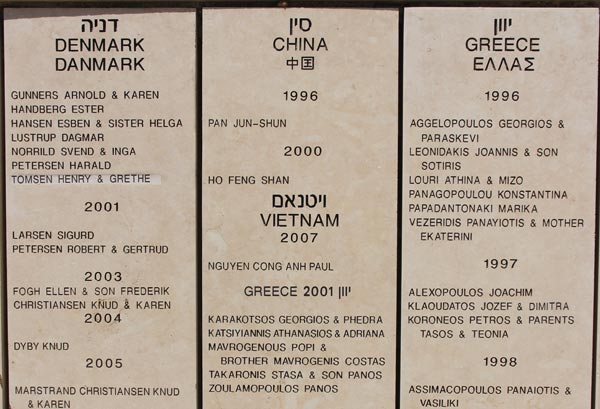 דניה
DENMARK
DANMARK
GUNNERS ARNOLD & KAREN
HANDBERG ESTER
HANSEN ESBEN & SISTER HELGA
LUSTRUP DAGMAR
NORRILD SVEND & INGA
PETERSEN HARALD
TOMSEN HENRY & GRETHE
2001
LARSEN SIGURD
PETERSEN ROBERT & GERTRUD
2003
FOGH ELLEN & SON FREDERIK
CHRISTIANSEN KNUD & KAREN
2004
DYBY KNUD
2005
MARSTRAND CHRISTIANSEN KNUD
& KAREN
סין
CHINA
中国
1996
PAN JUN-SHUN
2000
HO FENG SHAN
ויטנאם
VIETNAM
2007
NGUYEN CONG ANH PAUL
GREECE 2001 יוון
KARAKOTSOS GEORGIOS & PHEDRA
KATSIYIANNIS ATHANASIOS & ADRIANA
MAVROGENOUS POPI &
BROTHER MAVROGENIS COSTAS
TAKARONIS STASA & SON PANOS
ZOULAMOPOULOS PANOS
יוון
GREECE
ΕΛΛΑΣ
1996
AGGELOPOULOS GEORGIOS &
PARASKEVI
LEONIDAKIS JOANNIS & SON
SOTIRIS
LOURI ATHINA & MIZO
PANAGOPOULOU KONSTANTINA
PAPADANTONAKI MARIKA
VEZERIDIS PANAYIOTIS & MOTHER
EKATERINI
1997
ALEXOPOULOS JOACHIM
KLAOUDATOS JOZEF & DIMITRA
KORONEOS PETROS & PARENTS
TASOS & TEONIA
1998
ASSIMACOPOULOS PANAIOTIS &
VASILIKI